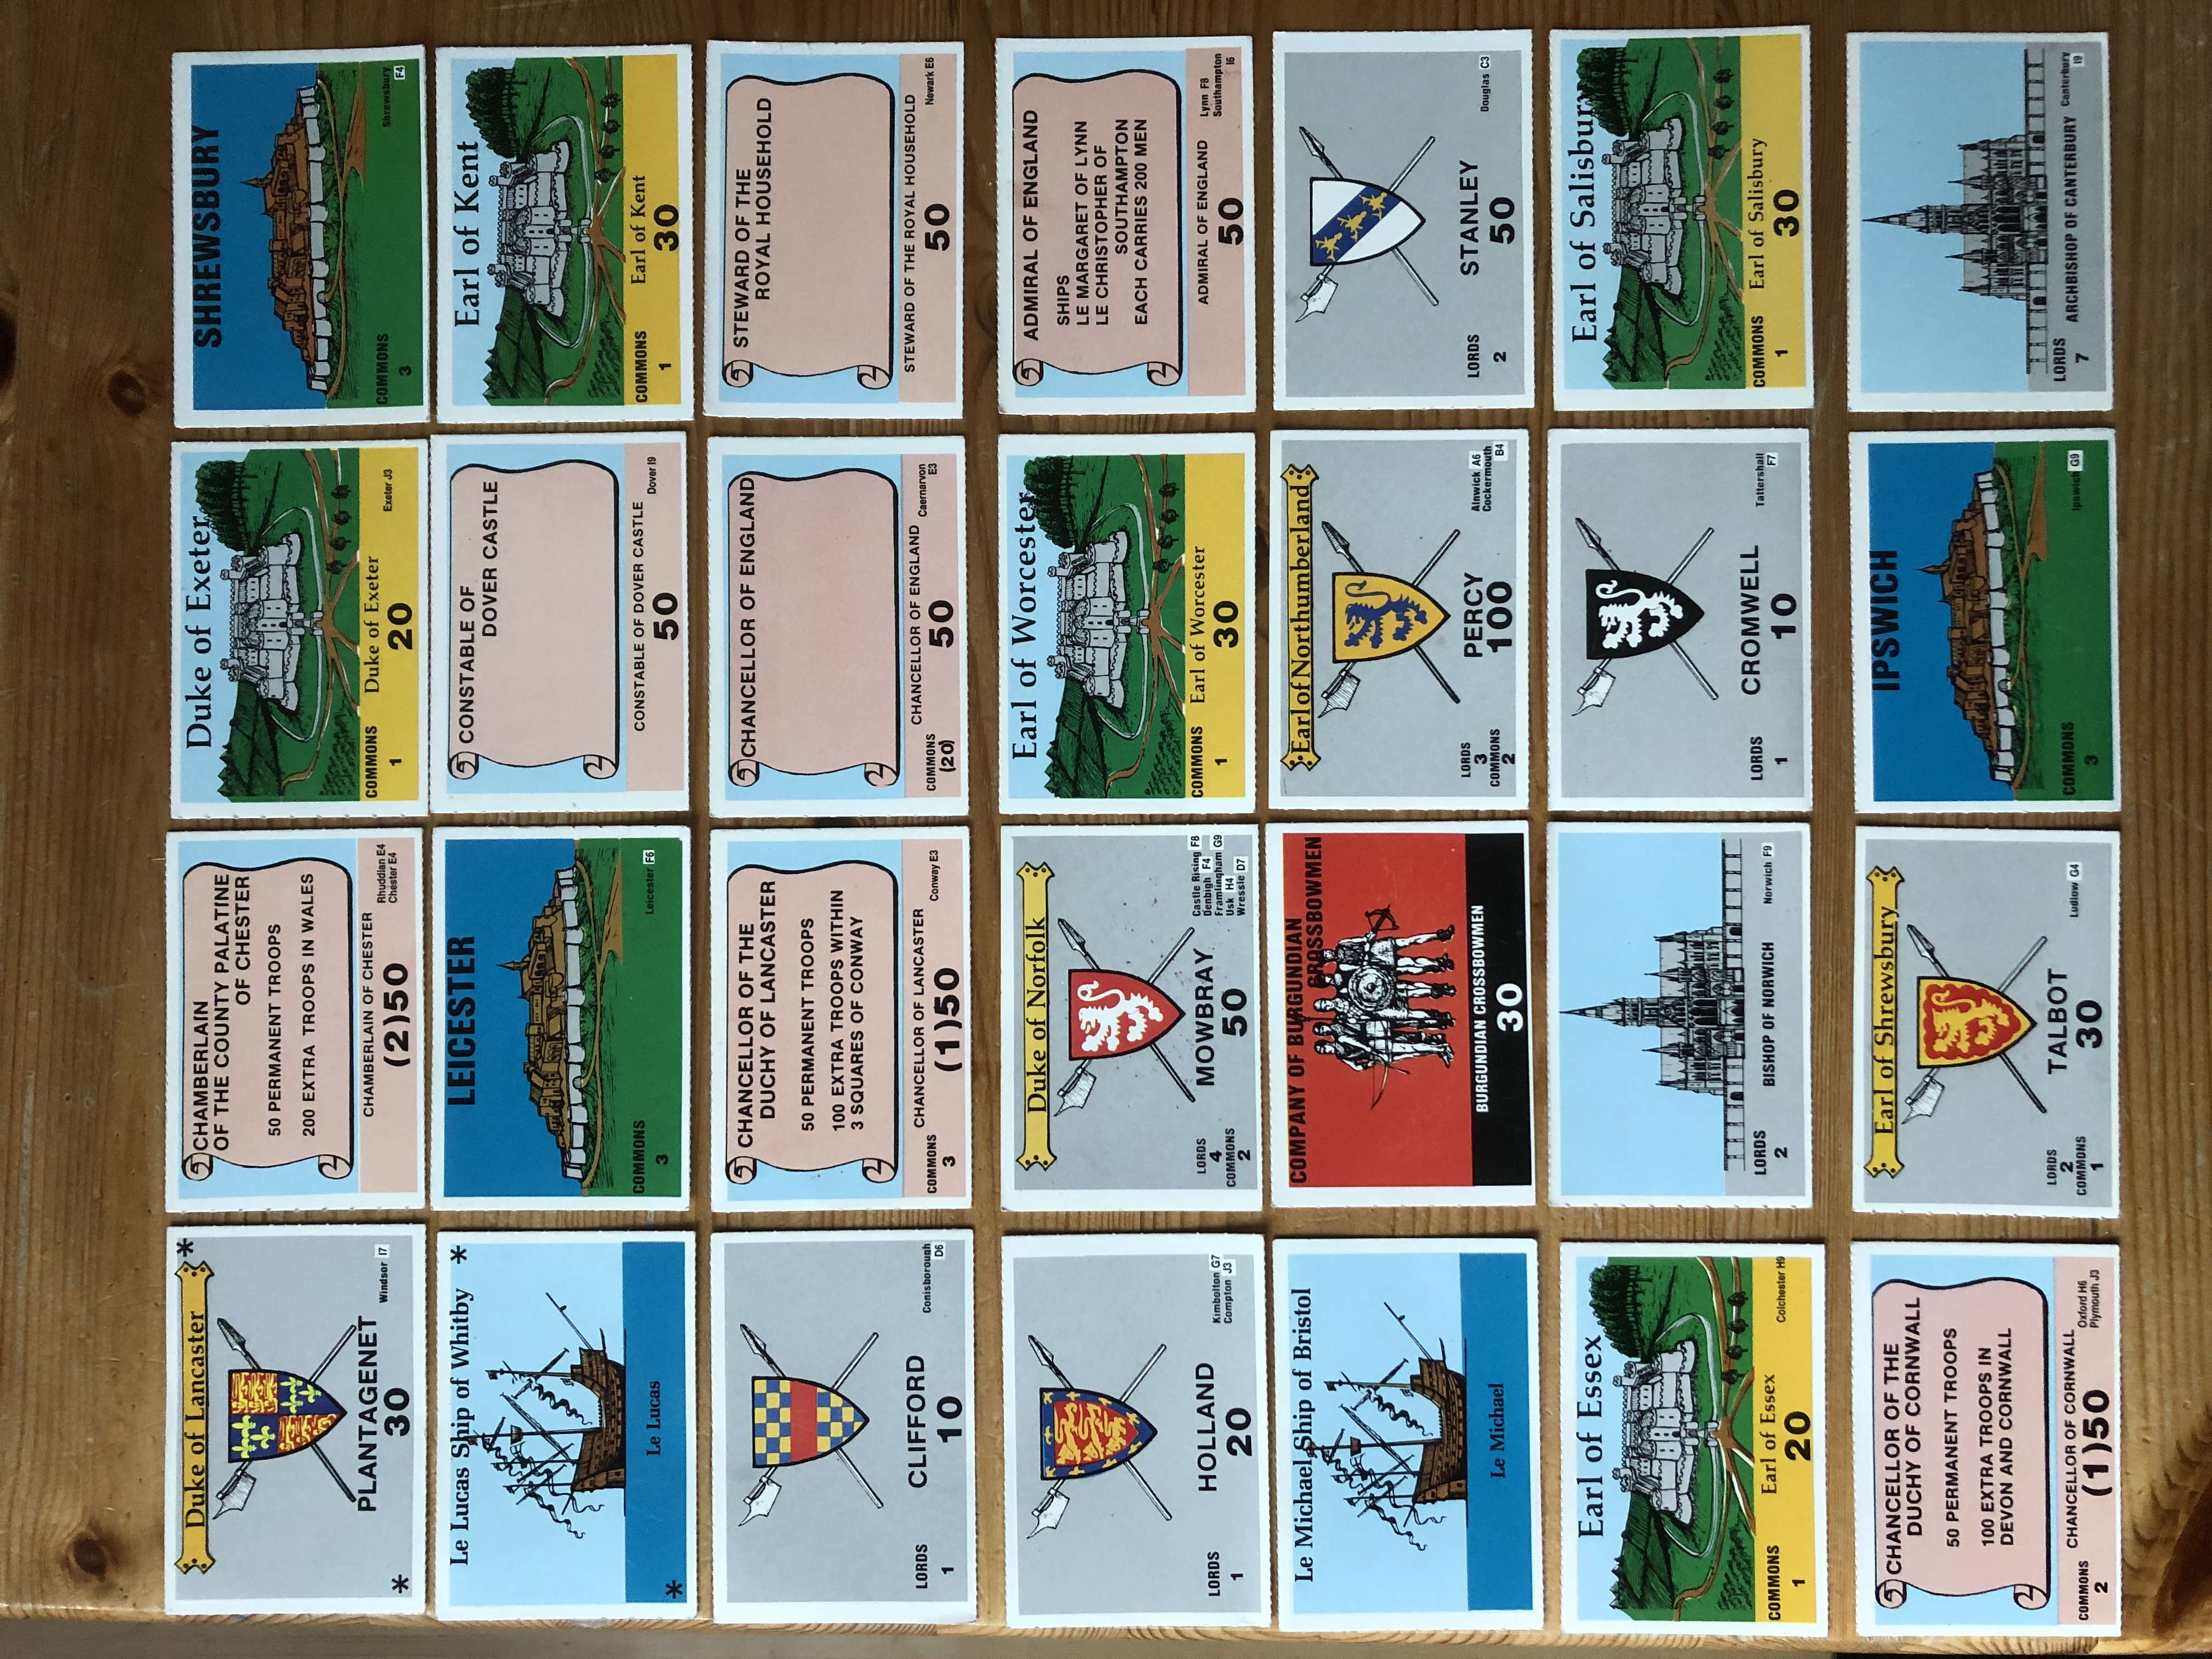 Duke of Lancaster
*
PLANTAGENET
30
Windsor I7
*
CHAMBERLAIN
OF THE COUNTY PALATINE
OF CHESTER
50 PERMANENT TROOPS
200 EXTRA TROOPS IN WALES
CHAMBERLAIN OF CHESTER
(2)50
Rhuddlan E4
Chester E4
Duke of Exeter
COMMONS
1
Duke of Exeter
20
Exeter J3
SHREWSBURY
COMMONS
3
Shrewsbury
F4
Le Lucas Ship of Whitby
*
Le Lucas
*
LEICESTER
COMMONS
3
Leicester F6
CONSTABLE OF
DOVER CASTLE
CONSTABLE OF DOVER CASTLE
50
Dover I9
Earl of Kent
COMMONS
1
Earl of Kent
30
LORDS
1
CLIFFORD
10
Conisborough
D6
CHANCELLOR OF THE
DUCHY OF LANCASTER
50 PERMANENT TROOPS
100 EXTRA TROOPS WITHIN
3 SQUARES OF CONWAY
COMMONS
3
CHANCELLOR OF LANCASTER
(1)50
Conway E3
CHANCELLOR OF ENGLAND
COMMONS
(20)
CHANCELLOR OF ENGLAND
50
Caernarvon
E3
STEWARD OF THE
ROYAL HOUSEHOLD
STEWARD OF THE ROYAL HOUSEHOLD
50
Newark E6
LORDS
1
HOLLAND
20
Kimbolton G7
Compton J3
Duke of Norfolk
LORDS
4
COMMONS
2
MOWBRAY
50
Castle Rising F8
Denbigh F4
Framlingham G9
Usk H4
Wressle D7
Earl of Worcester
COMMONS
1
Earl of Worcester
30
ADMIRAL OF ENGLAND
SHIPS
LE MARGARET OF LYNN
LE CHRISTOPHER OF
SOUTHAMPTON
EACH CARRIES 200 MEN
ADMIRAL OF ENGLAND
50
Lynn F8
Southampton
I6
Le Michael Ship of Bristol
Le Michael
COMPANY OF BURGUNDIAN
CROSSBOWMEN
BURGUNDIAN CROSSBOWMEN
30
Earl of Northumberland
LORDS
3
COMMONS
2
PERCY
100
Alnwick A6
Cockermouth
B4
LORDS
2
STANLEY
50
Douglas C3
Earl of Essex
COMMONS
1
Earl of Essex
20
Colchester H9
LORDS
2
BISHOP OF NORWICH
Norwich F9
LORDS
1
CROMWELL
10
Tattershall
F7
Earl of Salisbury
COMMONS
1
Earl of Salisbury
30
CHANCELLOR OF THE
DUCHY OF CORNWALL
50 PERMANENT TROOPS
100 EXTRA TROOPS IN
DEVON AND CORNWALL
COMMONS
2
CHANCELLOR OF CORNWALL
(1)50
Oxford H6
Plymouth J3
Earl of Shrewsbury
LORDS
2
COMMONS
1
TALBOT
30
Ludlow G4
IPSWICH
COMMONS
3
Ipswich G9
LORDS
7
ARCHBISHOP OF CANTERBURY
Canterbury
I9